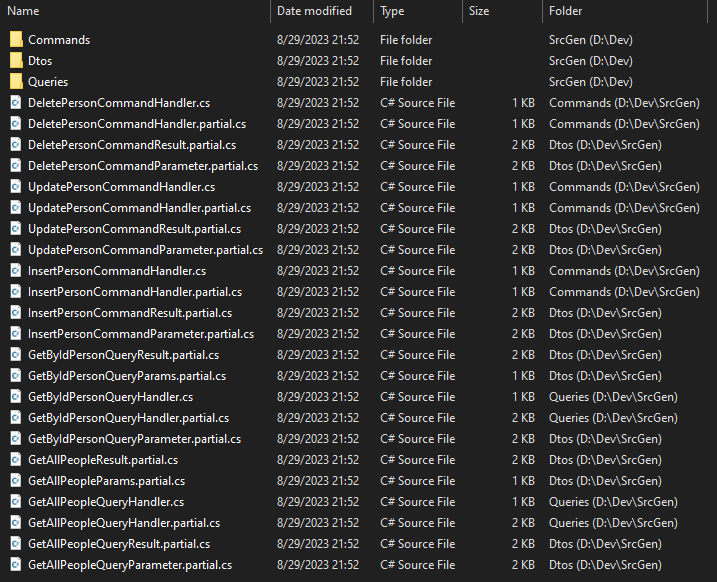 Name Date modified Type Size Folder
Commands 8/29/2023 21:52 File folder SrcGen (D:\Dev)
Dtos 8/29/2023 21:52 File folder SrcGen (D:\Dev)
Queries 8/29/2023 21:52 File folder SrcGen (D:\Dev)
DeletePersonCommandHandler.cs 8/29/2023 21:52 C# Source File 1 KB Commands (D:\Dev\SrcGen)
DeletePersonCommandHandler.partial.cs 8/29/2023 21:52 C# Source File 1 KB Commands (D:\Dev\SrcGen)
DeletePersonCommandResult.partial.cs 8/29/2023 21:52 C# Source File 2 KB Dtos (D:\Dev\SrcGen)
DeletePersonCommandParameter.partial.cs 8/29/2023 21:52 C# Source File 2 KB Dtos (D:\Dev\SrcGen)
UpdatePersonCommandHandler.cs 8/29/2023 21:52 C# Source File 1 KB Commands (D:\Dev\SrcGen)
UpdatePersonCommandHandler.partial.cs 8/29/2023 21:52 C# Source File 1 KB Commands (D:\Dev\SrcGen)
UpdatePersonCommandResult.partial.cs 8/29/2023 21:52 C# Source File 2 KB Dtos (D:\Dev\SrcGen)
UpdatePersonCommandParameter.partial.cs 8/29/2023 21:52 C# Source File 2 KB Dtos (D:\Dev\SrcGen)
InsertPersonCommandHandler.cs 8/29/2023 21:52 C# Source File 1 KB Commands (D:\Dev\SrcGen)
InsertPersonCommandHandler.partial.cs 8/29/2023 21:52 C# Source File 1 KB Commands (D:\Dev\SrcGen)
InsertPersonCommandResult.partial.cs 8/29/2023 21:52 C# Source File 2 KB Dtos (D:\Dev\SrcGen)
InsertPersonCommandParameter.partial.cs 8/29/2023 21:52 C# Source File 2 KB Dtos (D:\Dev\SrcGen)
GetByIdPersonQueryResult.partial.cs 8/29/2023 21:52 C# Source File 2 KB Dtos (D:\Dev\SrcGen)
GetByIdPersonQueryParams.partial.cs 8/29/2023 21:52 C# Source File 1 KB Dtos (D:\Dev\SrcGen)
GetByIdPersonQueryHandler.cs 8/29/2023 21:52 C# Source File 1 KB Queries (D:\Dev\SrcGen)
GetByIdPersonQueryHandler.partial.cs 8/29/2023 21:52 C# Source File 2 KB Queries (D:\Dev\SrcGen)
GetByIdPersonQueryParameter.partial.cs 8/29/2023 21:52 C# Source File 2 KB Dtos (D:\Dev\SrcGen)
GetAllPeopleResult.partial.cs 8/29/2023 21:52 C# Source File 2 KB Dtos (D:\Dev\SrcGen)
GetAllPeopleParams.partial.cs 8/29/2023 21:52 C# Source File 1 KB Dtos (D:\Dev\SrcGen)
GetAllPeopleQueryHandler.cs 8/29/2023 21:52 C# Source File 1 KB Queries (D:\Dev\SrcGen)
GetAllPeopleQueryHandler.partial.cs 8/29/2023 21:52 C# Source File 2 KB Queries (D:\Dev\SrcGen)
GetAllPeopleQueryResult.partial.cs 8/29/2023 21:52 C# Source File 2 KB Dtos (D:\Dev\SrcGen)
GetAllPeopleQueryParameter.partial.cs 8/29/2023 21:52 C# Source File 2 KB Dtos (D:\Dev\SrcGen)